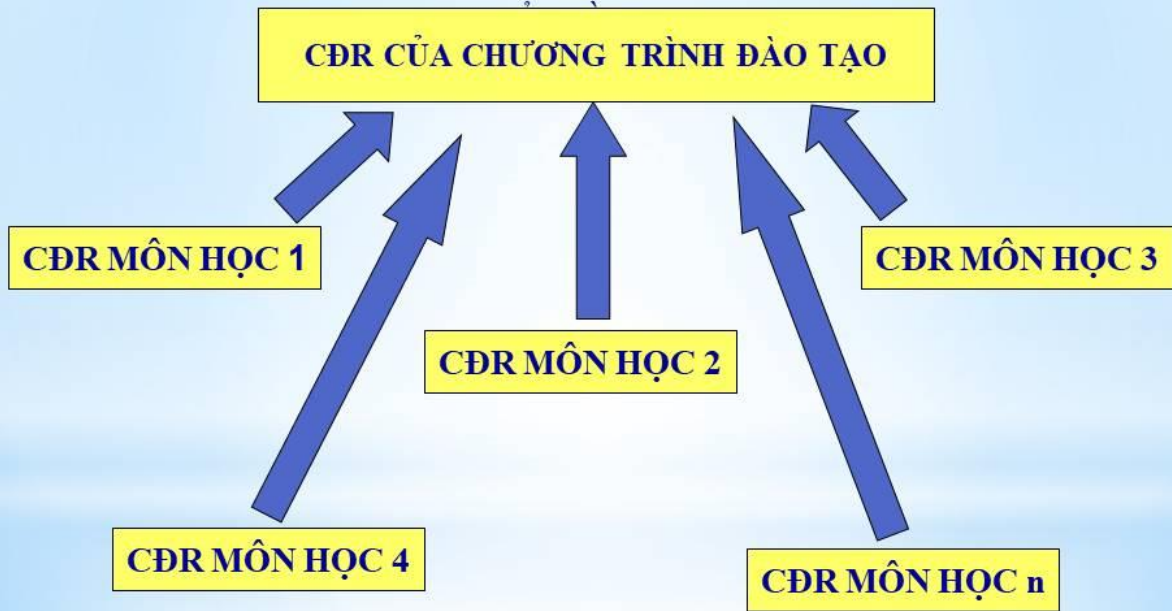 CĐR CỦA CHƯƠNG TRÌNH ĐÀO TẠO
CĐR MÔN HỌC 1
CĐR MÔN HỌC 3
CĐR MÔN HỌC 2
CĐR MÔN HỌC 4
CĐR MÔN HỌC n